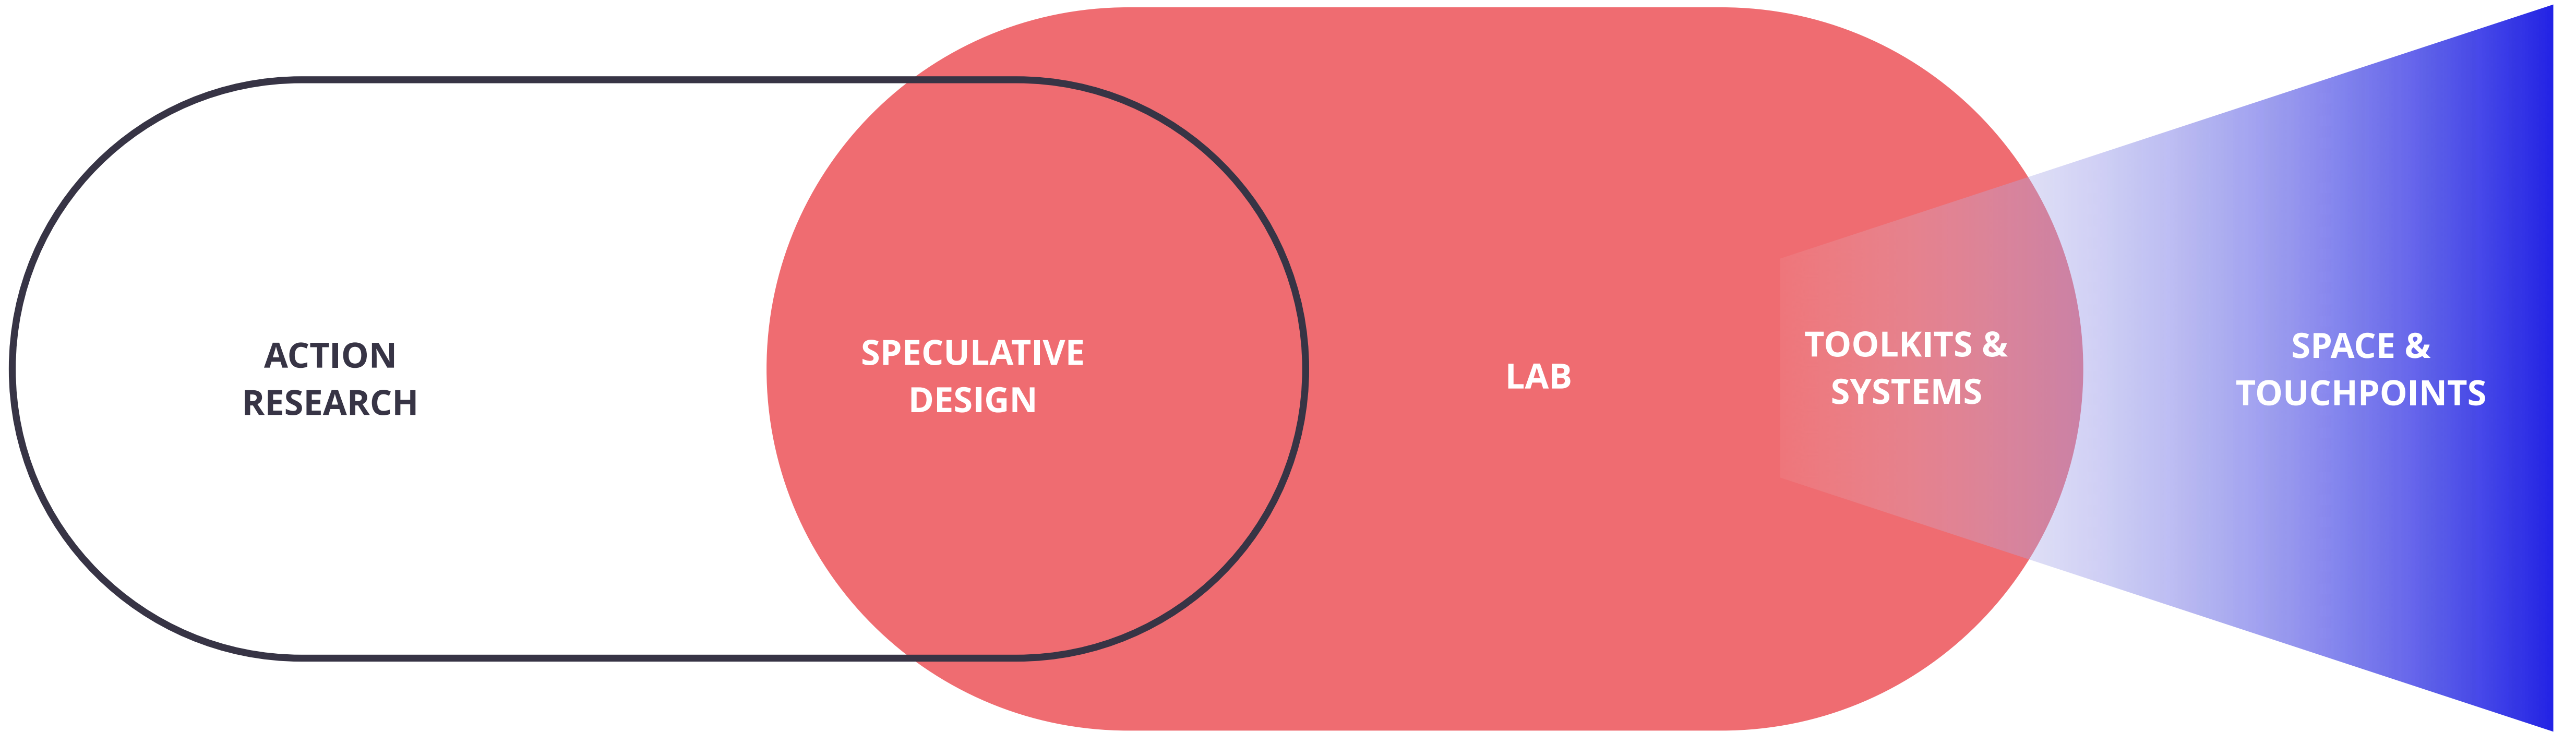 ACTION
RESEARCH
SPECULATIVE
DESIGN
LAB
TOOLKITS &
SYSTEMS
SPACE &
TOUCHPOINTS